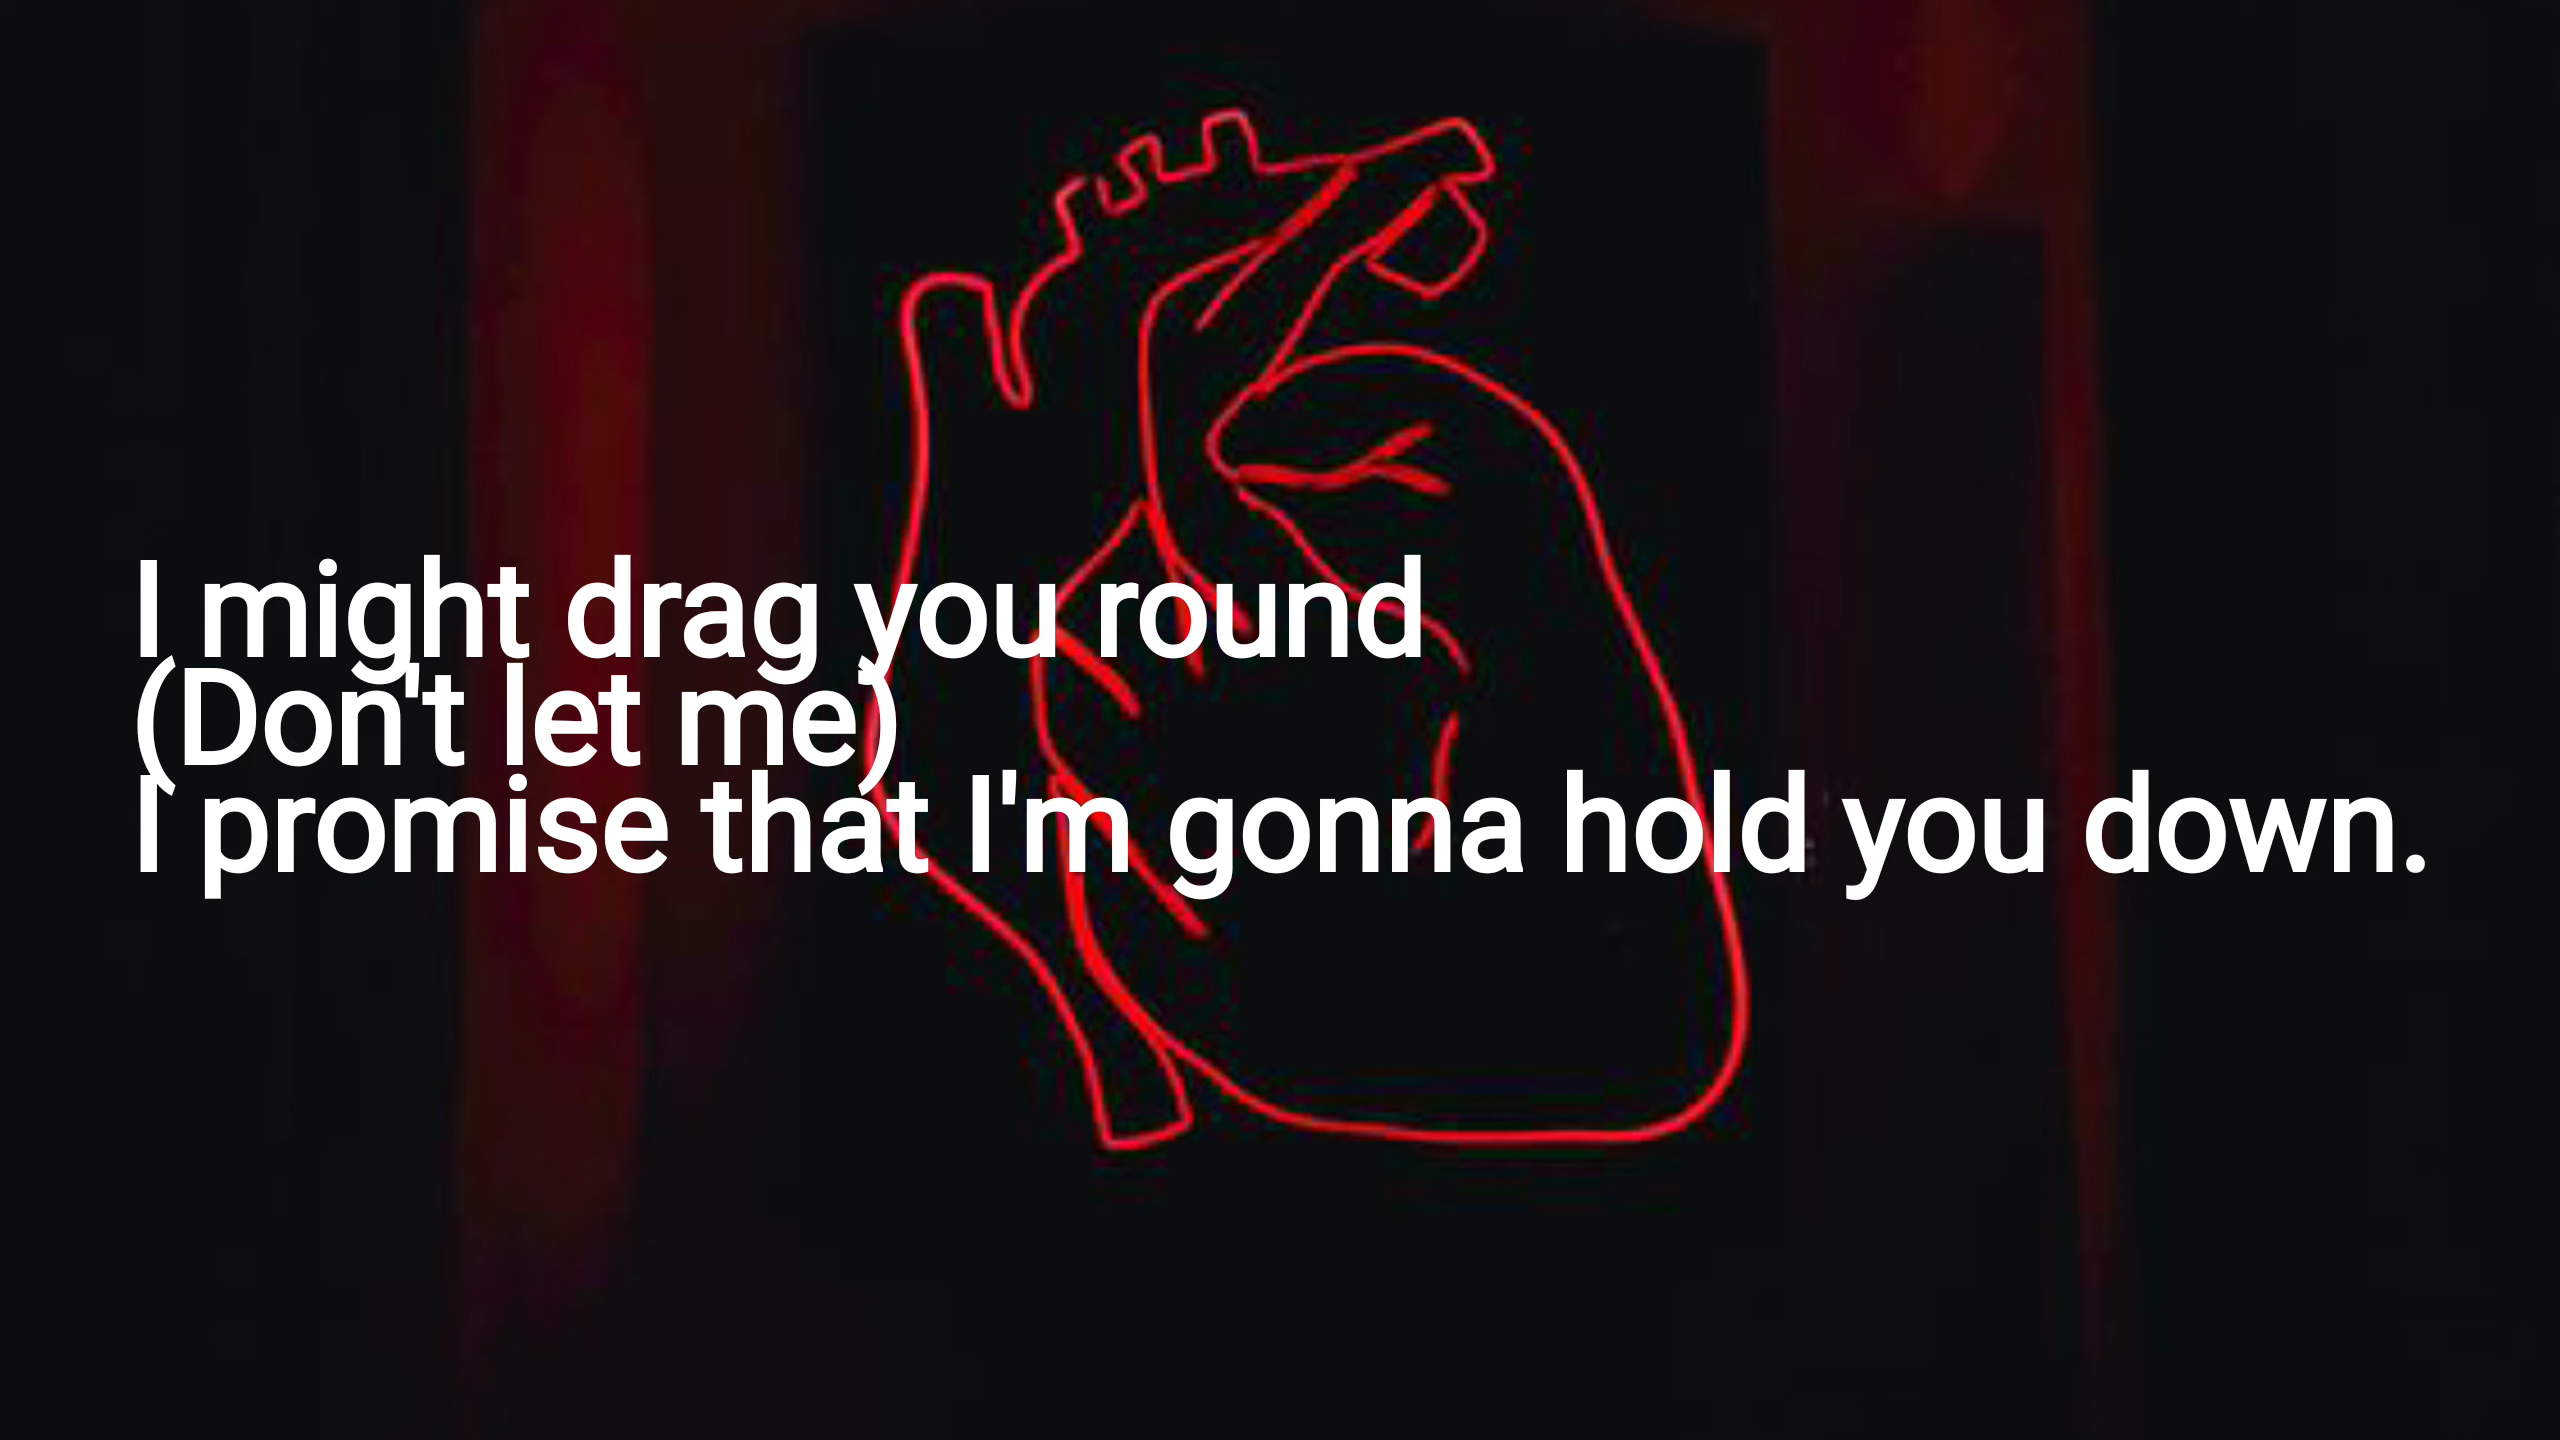 I might drag you round
(Don't let me)
I promise that I'm gonna hold you down.